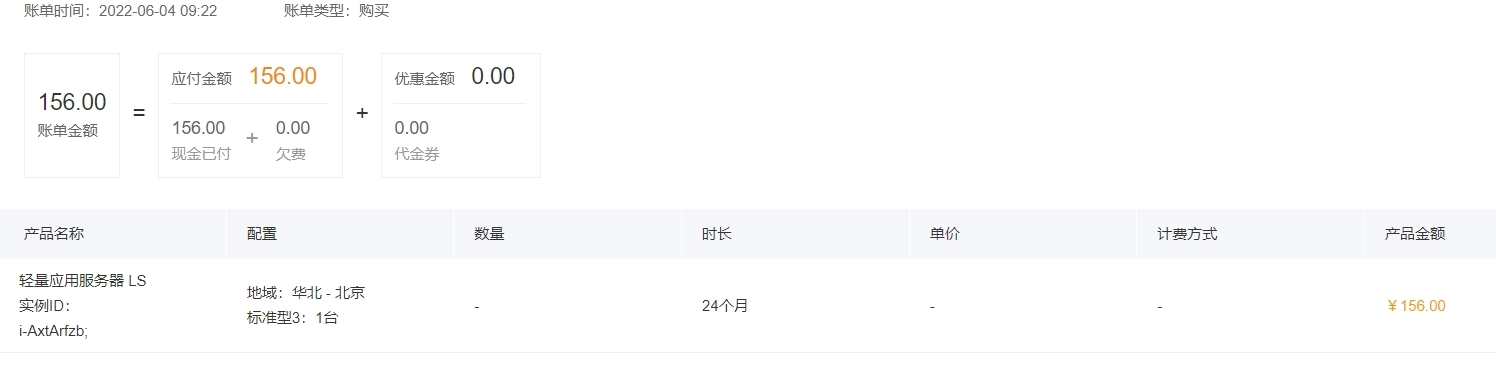 账单时间：2022-06-04 09:22 账单类型：购买
156.00
账单金额
=
应付金额 156.00
156.00
现金已付
+
0.00
欠费
+
优惠金额 0.00
0.00
代金券
产品名称 配置 数量 时长 单价 计费方式 产品金额
轻量应用服务器 LS
实例ID：
i-AxtArfzb;
地域：华北 - 北京
标准型3：1台
-
24个月
-
-
￥156.00